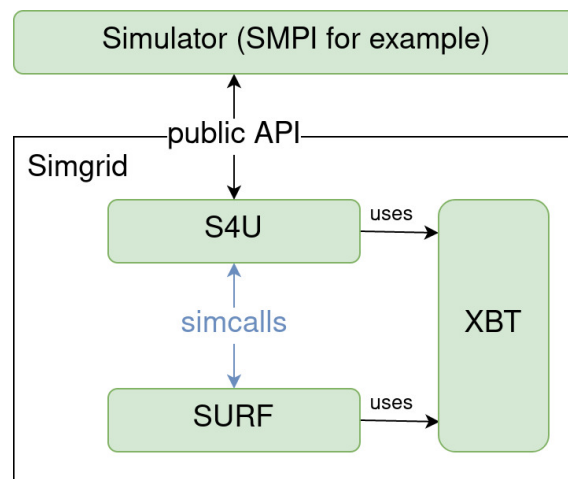 Simulator (SMPI for example)
public API
Simgrid
S4U
uses
simcalls
XBT
SURF
uses